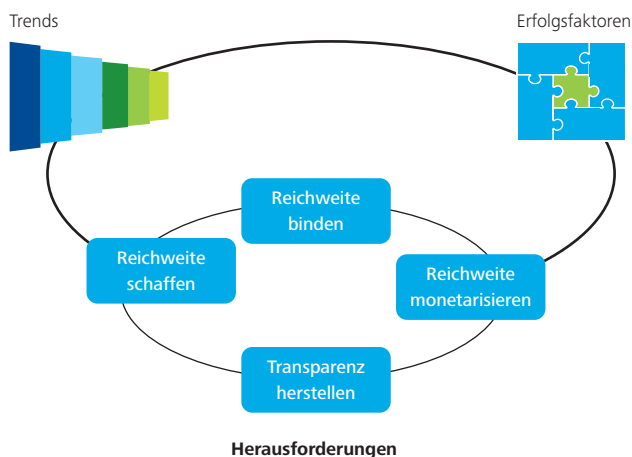 Trends
Erfolgsfaktoren
Reichweite
binden
Reichweite
schaffen
Reichweite
monetarisieren
Transparenz
herstellen
Herausforderungen